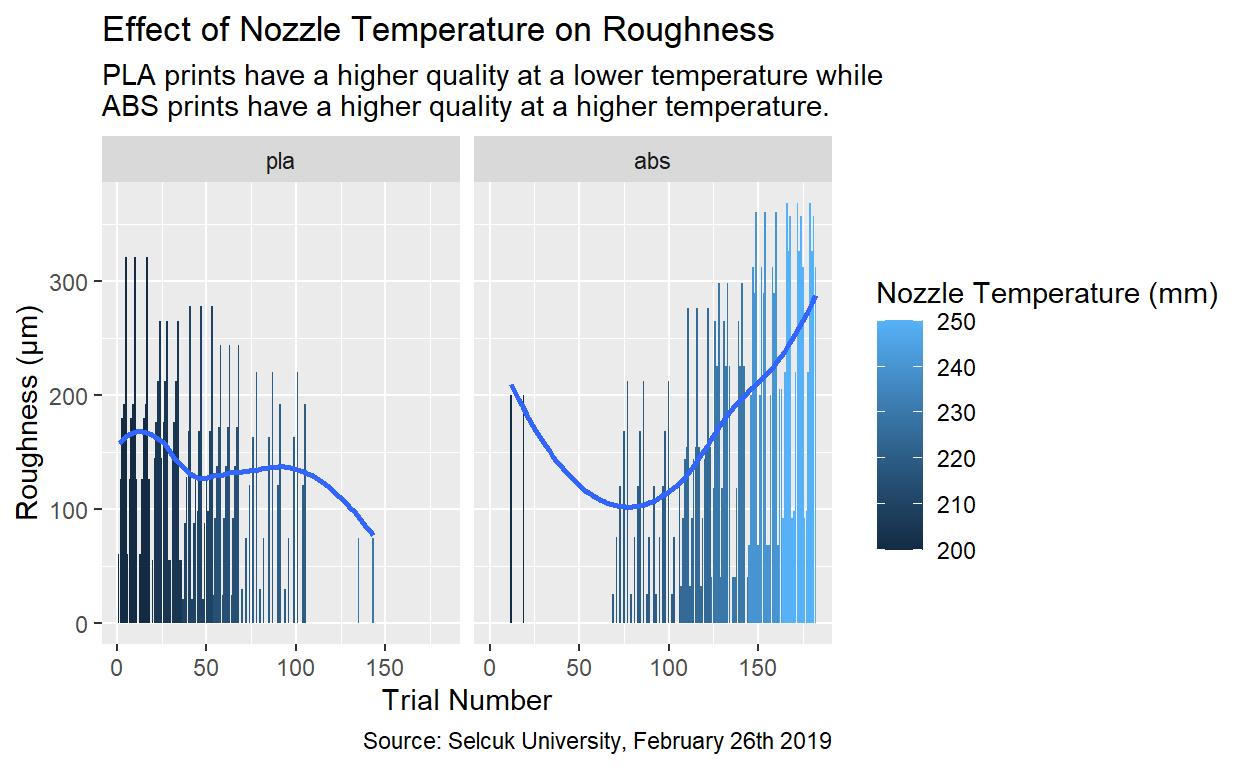 Effect of Nozzle Temperature on Roughness
PLA prints have a higher quality at a lower temperature while
ABS prints have a higher quality at a higher temperature.
pla
abs
Roughness (μm)
300
200
100
0
0
50
100
150
0
50
100
150
Trial Number
Source: Selcuk University, February 26th 2019
Nozzle Temperature (mm)
250
240
230
220
210
200